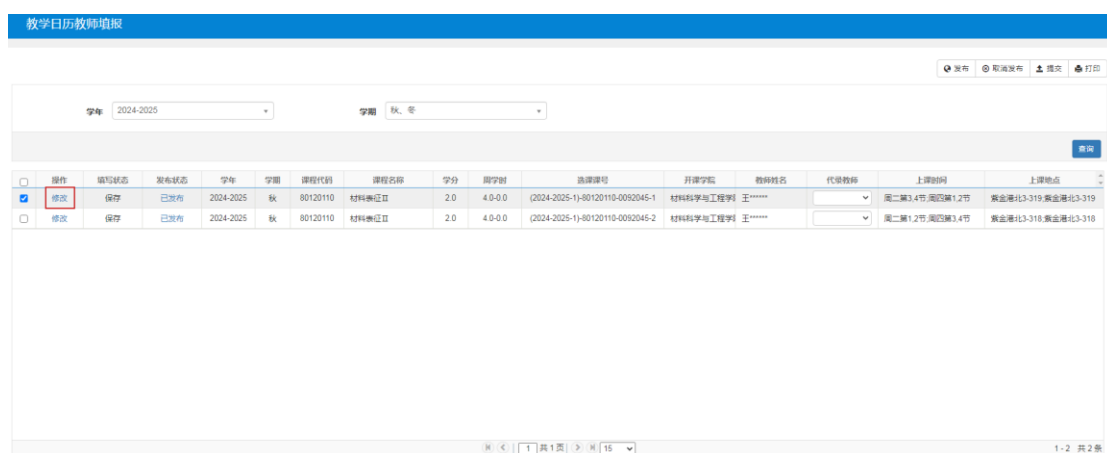 教学日历教师填报
发布 取消发布 提交 打印
学年 2024-2025 学期 秋、冬
查询
操作 填写状态 发布状态 学年 学期 课程代码 课程名称 学分 周学时 选课课号 开课学院 教师姓名 代录教师 上课时间 上课地点
修改 保存 已发布 2024-2025 秋 80120110 材料表征II 2.0 4.0-0.0 (2024-2025-1)-80120110-0092045-1 材料科学与工程学 王****** 周二第3,4节;周四第1,2节 紫金港北3-319;紫金港北3-319
修改 保存 已发布 2024-2025 秋 80120110 材料表征II 2.0 4.0-0.0 (2024-2025-1)-80120110-0092045-2 材料科学与工程学 王****** 周二第1,2节;周四第3,4节 紫金港北3-318;紫金港北3-318
1 共1页 15 1-2 共2条